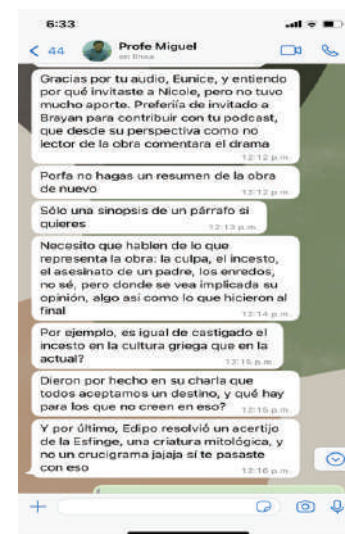 6:33
44
Profe Miguel
en línea
Gracias por tu audio, Eunice, y entiendo
por qué invitaste a Nicole, pero no tuvo
mucho aporte. Preferiía de invitado a
Brayan para contribuir con tu podcast,
que desde su perspectiva como no
lector de la obra comentara el drama
12:12 p.m.
Porfa no hagas un resumen de la obra
de nuevo
12:12 p.m.
Sólo una sinopsis de un párrafo si
quieres
12:13 p.m.
Necesito que hablen de lo que
representa la obra: la culpa, el incesto,
el asesinato de un padre, los enredos,
no sé, pero donde se vea implicada su
opinión, algo así como lo que hicieron al
final
12:14 p.m.
Por ejemplo, es igual de castigado el
incesto en la cultura griega que en la
actual?
12:15 p.m.
Dieron por hecho en su charla que
todos aceptamos un destino, y qué hay
para los que no creen en eso?
12:15 p.m.
Y por último, Edipo resolvió un acertijo
de la Esfinge, una criatura mitológica, y
no un crucigrama jajaja sí te pasaste
con eso
12:16 p.m.